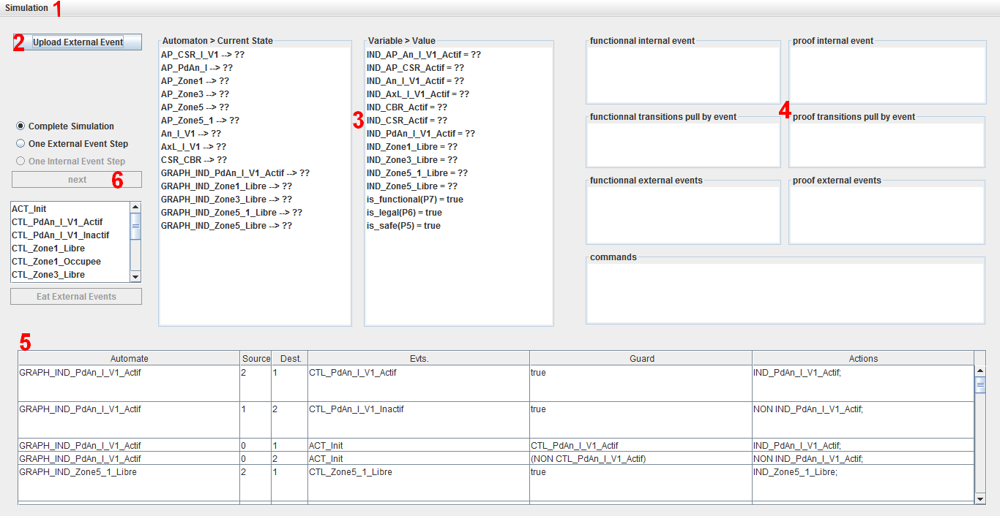 Simulation 1
2 Upload External Event
Complete Simulation
One External Event Step
One Internal Event Step
next 6
ACT_Init
CTL_PdAn_I_V1_Actif
CTL_PdAn_I_V1_Inactif
CTL_Zone1_Libre
CTL_Zone1_Occupee
CTL_Zone3_Libre
Eat External Events
Automaton > Current State
AP_CSR_I_V1 --> ??
AP_PdAn_I --> ??
AP_Zone1 --> ??
AP_Zone3 --> ??
AP_Zone5 --> ??
AP_Zone5_1 --> ??
An_I_V1 --> ??
AxL_I_V1 --> ??
CSR_CBR --> ??
GRAPH_IND_PdAn_I_V1_Actif --> ??
GRAPH_IND_Zone1_Libre --> ??
GRAPH_IND_Zone3_Libre --> ??
GRAPH_IND_Zone5_1_Libre --> ??
GRAPH_IND_Zone5_Libre --> ??
3
Variable > Value
IND_AP_An_I_V1_Actif = ??
IND_AP_CSR_Actif = ??
IND_An_I_V1_Actif = ??
IND_AxL_I_V1_Actif = ??
IND_CBR_Actif = ??
IND_CSR_Actif = ??
IND_PdAn_I_V1_Actif = ??
IND_Zone1_Libre = ??
IND_Zone3_Libre = ??
IND_Zone5_1_Libre = ??
IND_Zone5_Libre = ??
is_functional(P7) = true
is_legal(P6) = true
is_safe(P5) = true
functionnal internal event
proof internal event
4
functionnal transitions pull by event
proof transitions pull by event
functionnal external events
proof external events
commands
5
Automate Source Dest. Evts. Guard Actions
GRAPH_IND_PdAn_I_V1_Actif 2 1 CTL_PdAn_I_V1_Actif true IND_PdAn_I_V1_Actif;
GRAPH_IND_PdAn_I_V1_Actif 1 2 CTL_PdAn_I_V1_Inactif true NON IND_PdAn_I_V1_Actif;
GRAPH_IND_PdAn_I_V1_Actif 0 1 ACT_Init CTL_PdAn_I_V1_Actif IND_PdAn_I_V1_Actif;
GRAPH_IND_PdAn_I_V1_Actif 0 2 ACT_Init (NON CTL_PdAn_I_V1_Actif) NON IND_PdAn_I_V1_Actif;
GRAPH_IND_Zone5_1_Libre 2 1 CTL_Zone5_1_Libre true IND_Zone5_1_Libre;